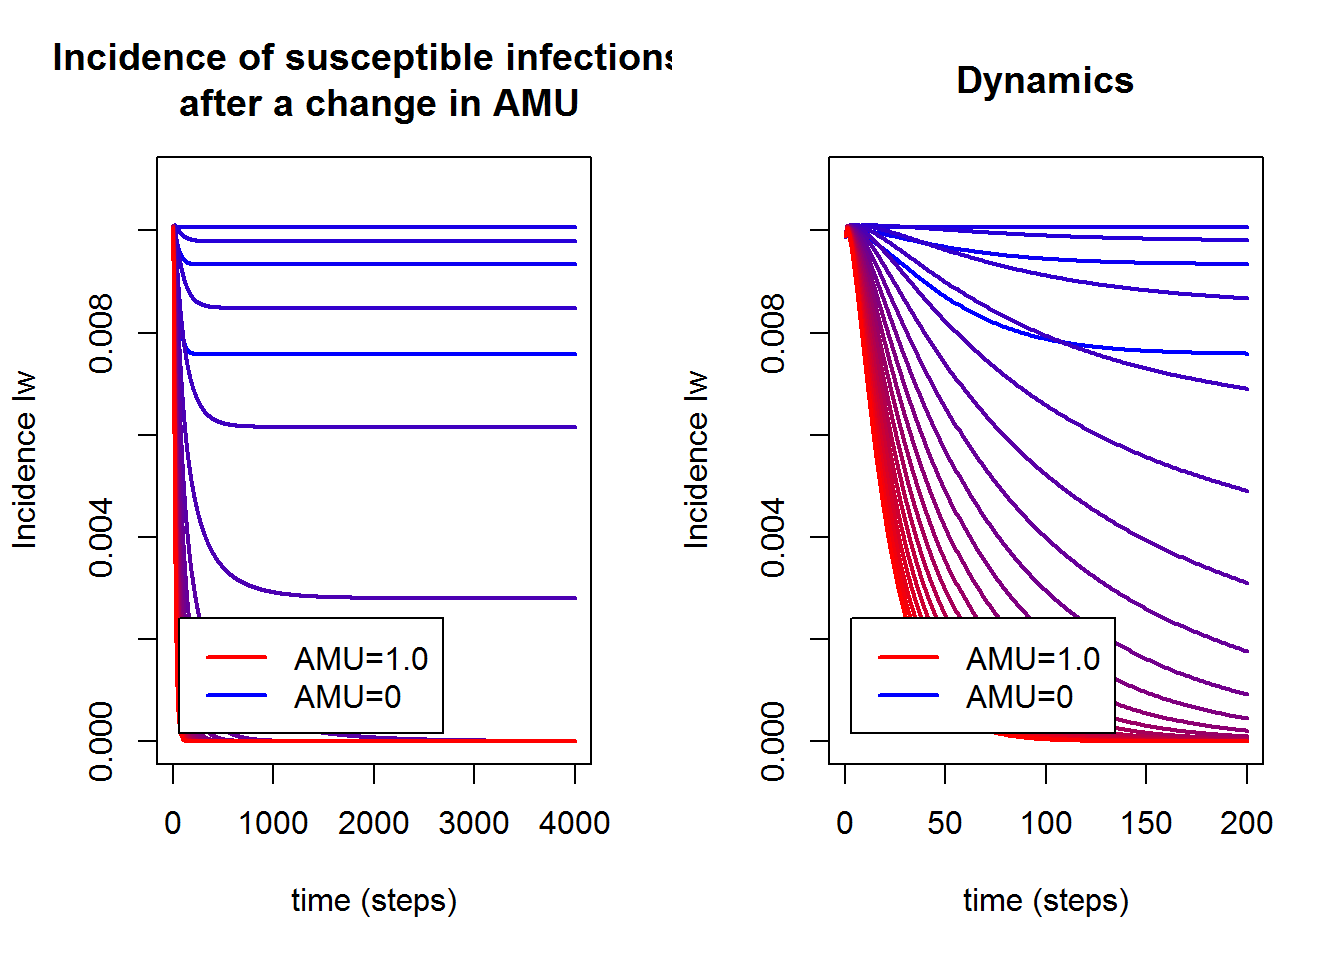 Incidence of susceptible infections
after a change in AMU
Incidence Iw
0.000
0.004
0.008
AMU=1.0
AMU=0
0
1000
2000
3000
4000
time (steps)
Dynamics
Incidence Iw
0.000
0.004
0.008
AMU=1.0
AMU=0
0
50
100
150
200
time (steps)